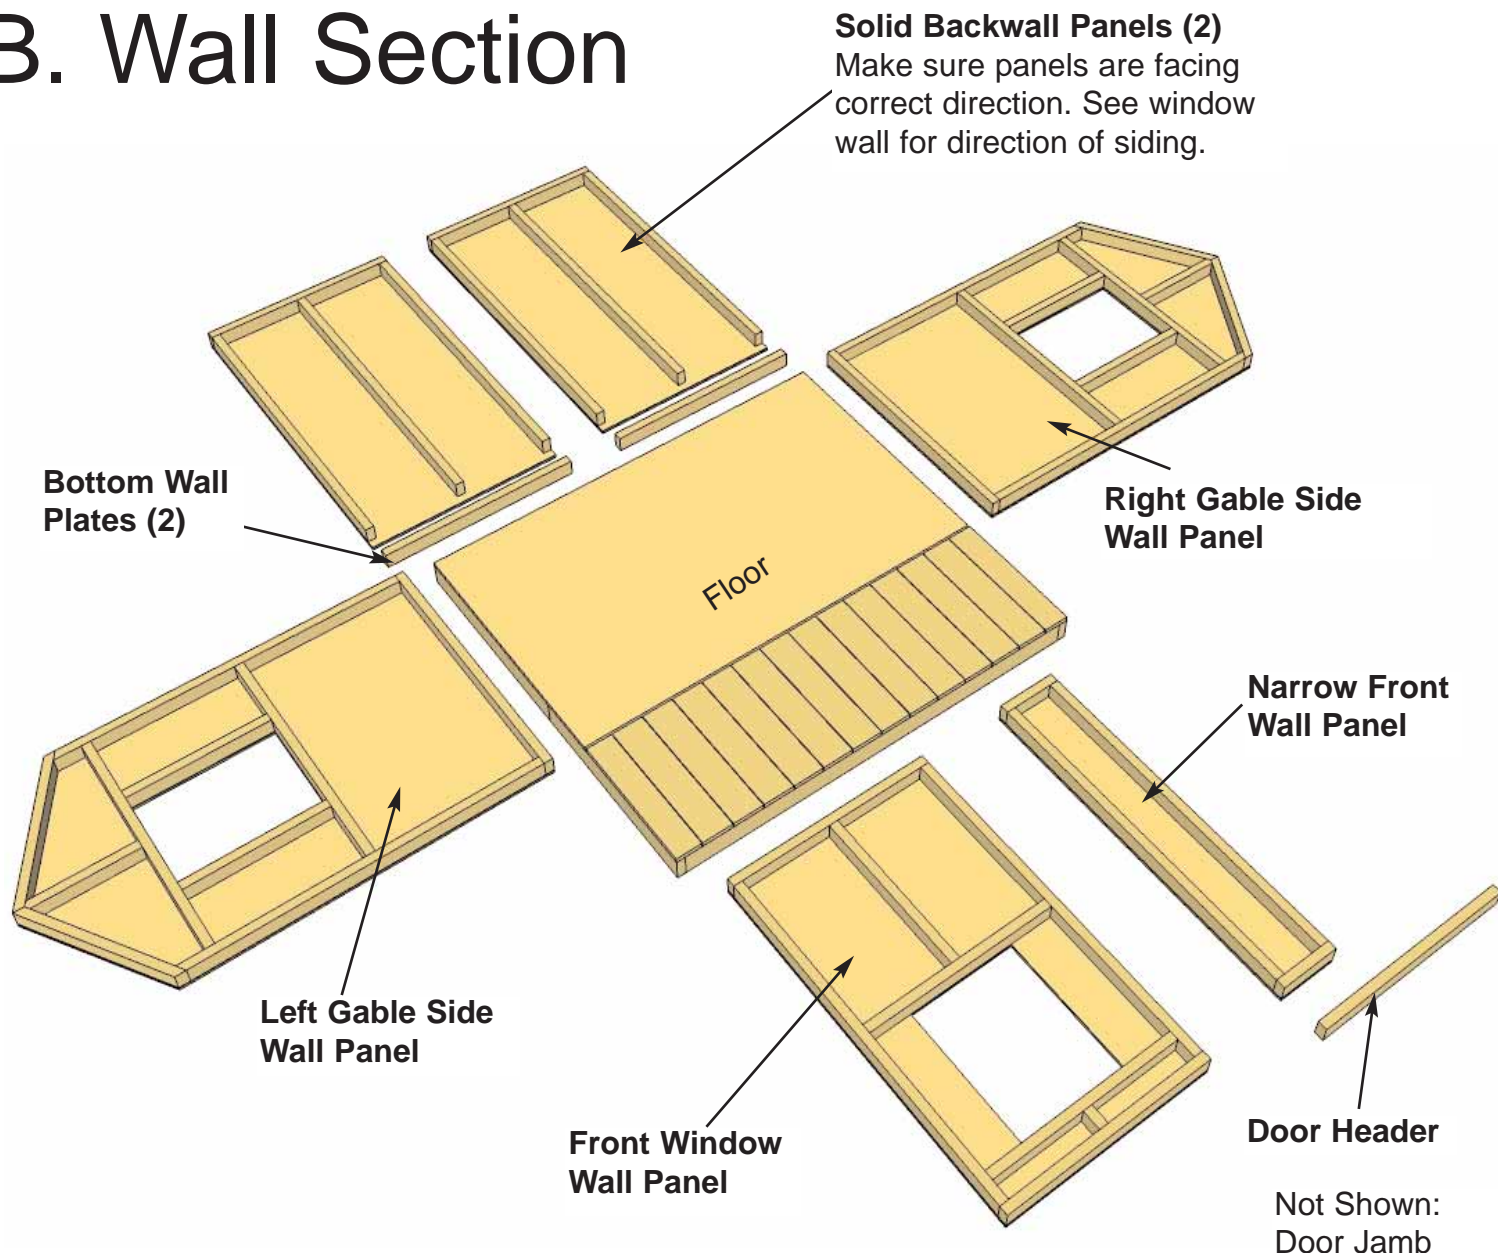 B. Wall Section
Solid Backwall Panels (2)
Make sure panels are facing
correct direction. See window
wall for direction of siding.
Bottom Wall
Plates (2)
Right Gable Side
Wall Panel
Floor
Narrow Front
Wall Panel
Left Gable Side
Wall Panel
Front Window
Wall Panel
Door Header
Not Shown:
Door Jamb